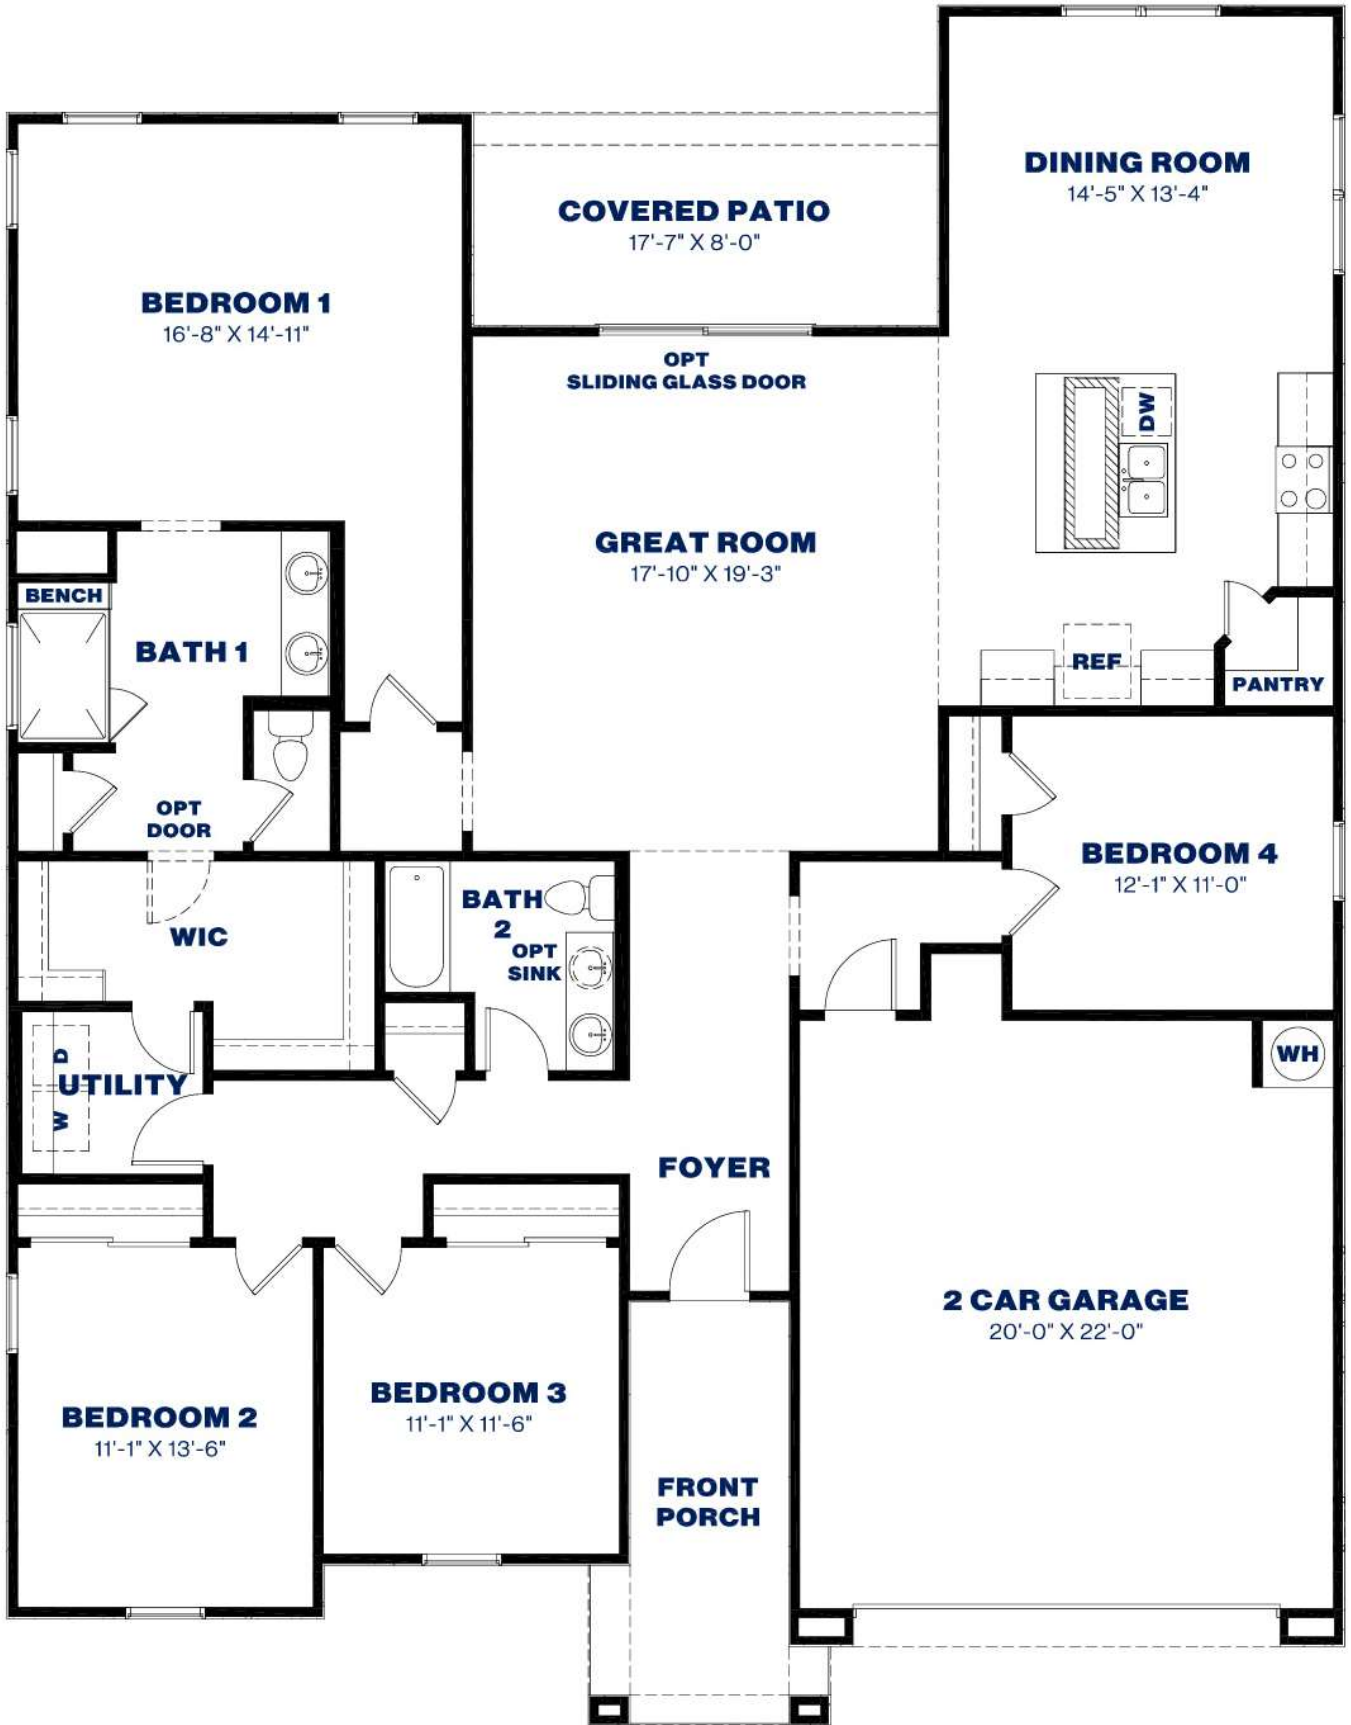 DINING ROOM
14'-5" X 13'-4"
COVERED PATIO
17'-7" X 8'-0"
BEDROOM 1
16'-8" X 14'-11"
OPT
SLIDING GLASS DOOR
DW
GREAT ROOM
17'-10" X 19'-3"
BENCH
BATH 1
REF
PANTRY
OPT
DOOR
BEDROOM 4
12'-1" X 11'-0"
BATH
2
OPT
SINK
WIC
WH
D
UTILITY
W
FOYER
2 CAR GARAGE
20'-0" X 22'-0"
BEDROOM 3
11'-1" X 11'-6"
BEDROOM 2
11'-1" X 13'-6"
FRONT
PORCH